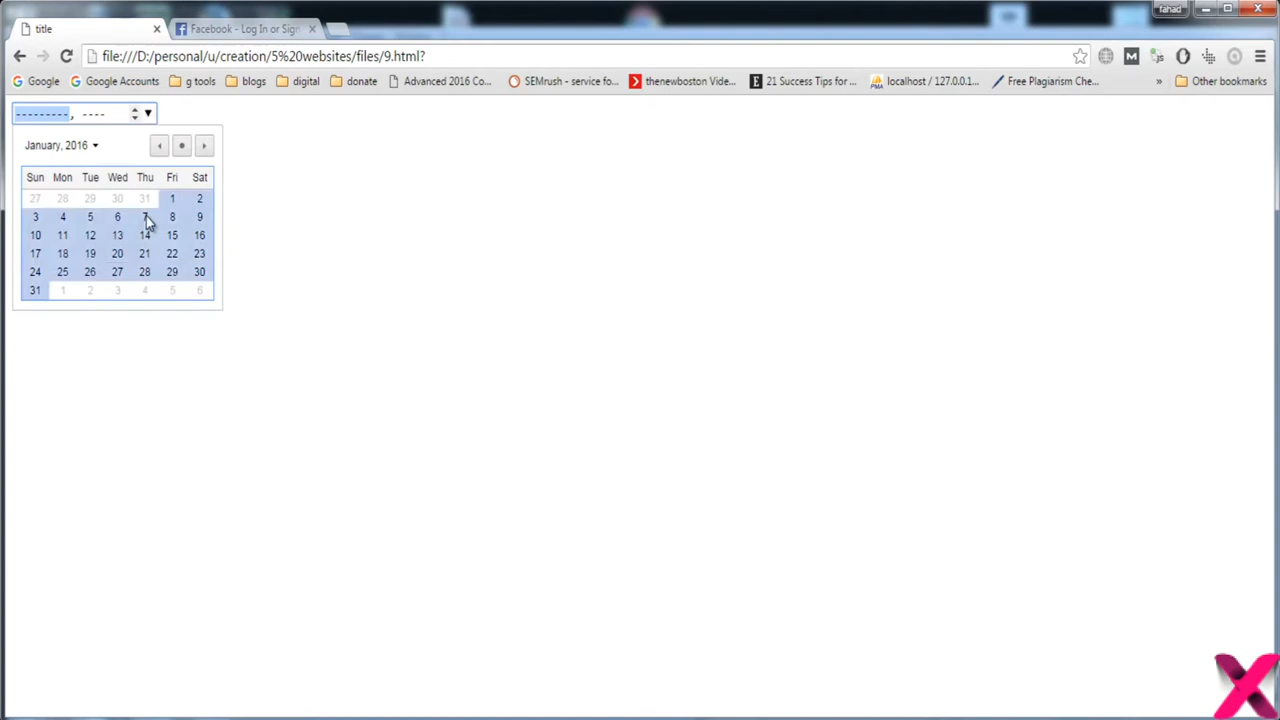 fahad
title
Facebook - Log In or Sign
file:///D:/personal/u/creation/5%20websites/files/9.html?
Google
Google Accounts
g tools
blogs
digital
donate
Advanced 2016 Co...
SEMrush - service fo...
thenewboston Vide...
21 Success Tips for ...
localhost / 127.0.0.1...
Free Plagiarism Che...
» Other bookmarks
---------, ----
January, 2016
Sun Mon Tue Wed Thu Fri Sat
27 28 29 30 31 1 2
3 4 5 6 7 8 9
10 11 12 13 14 15 16
17 18 19 20 21 22 23
24 25 26 27 28 29 30
31 1 2 3 4 5 6